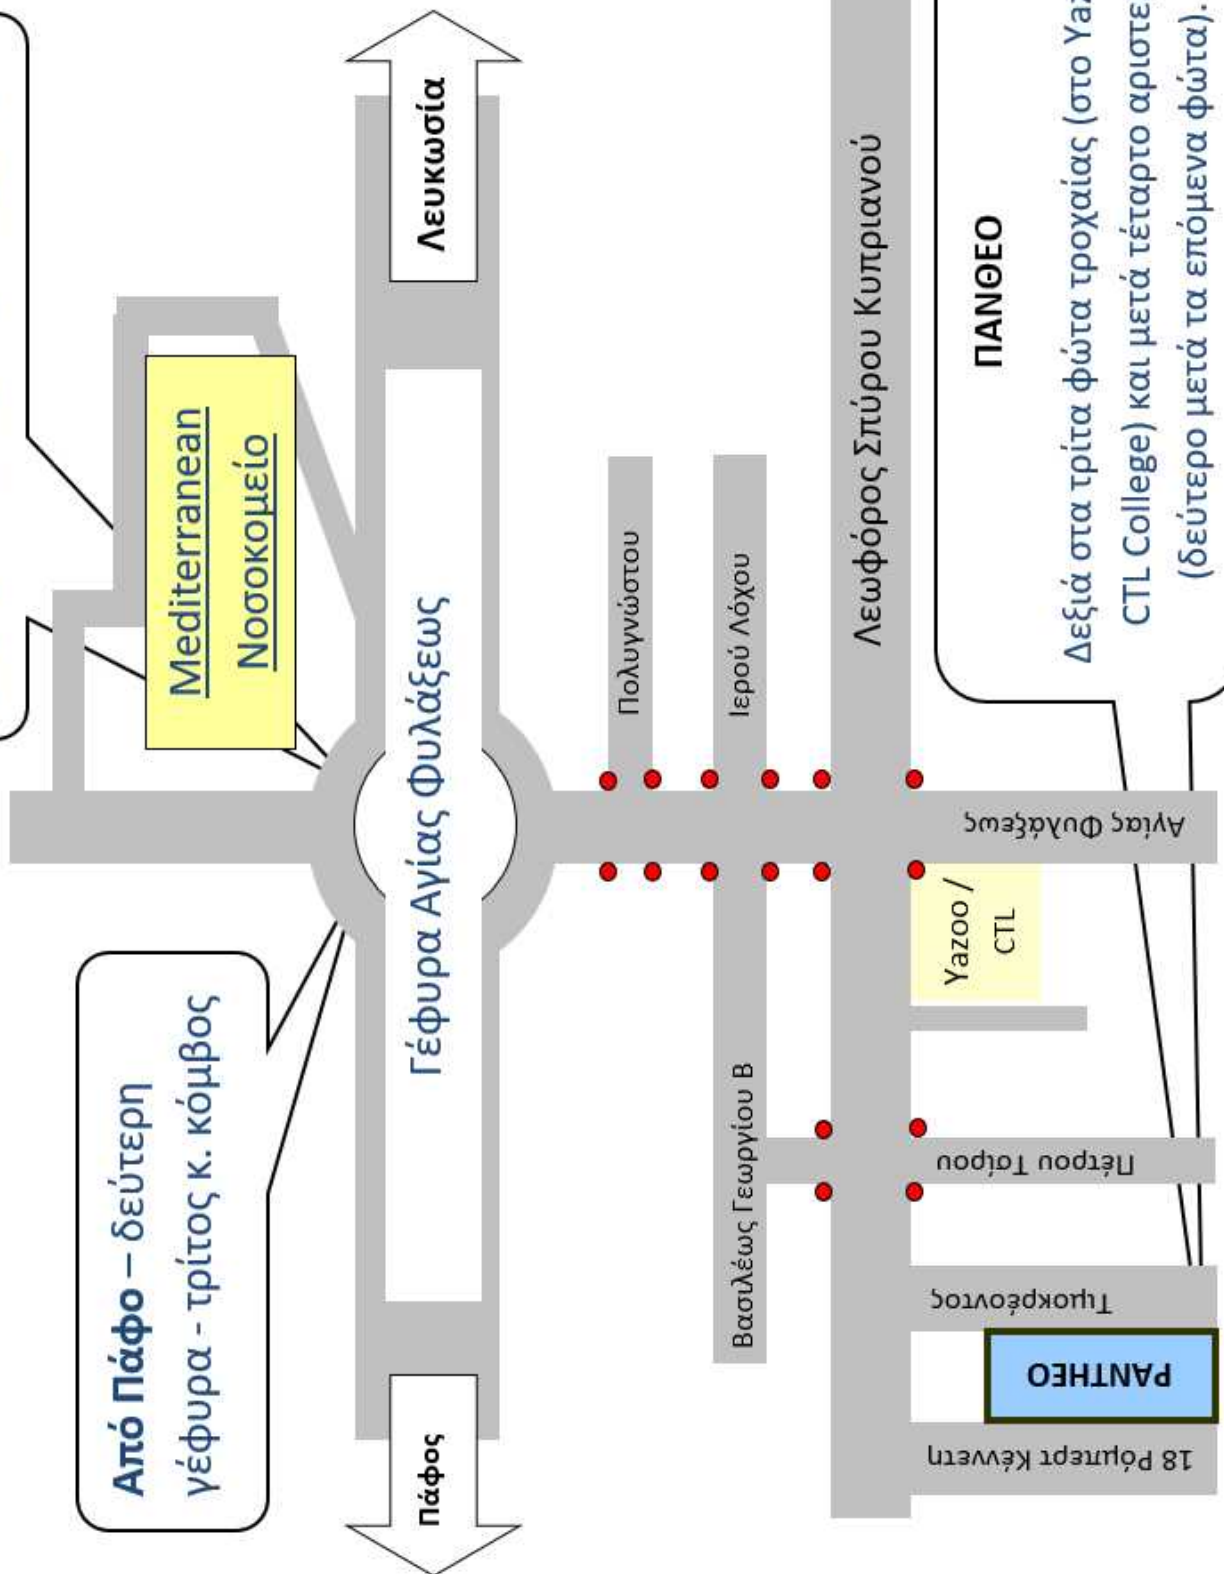 Από Πάφο – δεύτερη
γέφυρα - τρίτος κ. κόμβος
Mediterranean
Νοσοκομείο
Πάφος
Γέφυρα Αγίας Φυλάξεως
Λευκωσία
Πολυγνώστου
Βασιλέως Γεωργίου Β
Ιερού Λόχου
Λεωφόρος Σπύρου Κυπριανού
18 Ρόμπερτ Κέννετη
PANTHEO
Τιμοκρέοντος
Πέτρου Τσίρου
Yazoo /
CTL
Αγίας Φυλάξεως
ΠΑΝΘΕΟ
Δεξιά στα τρίτα φώτα τροχαίας (στο Yaz
CTL College) και μετά τέταρτο αριστε
(δεύτερο μετά τα επόμενα φώτα).